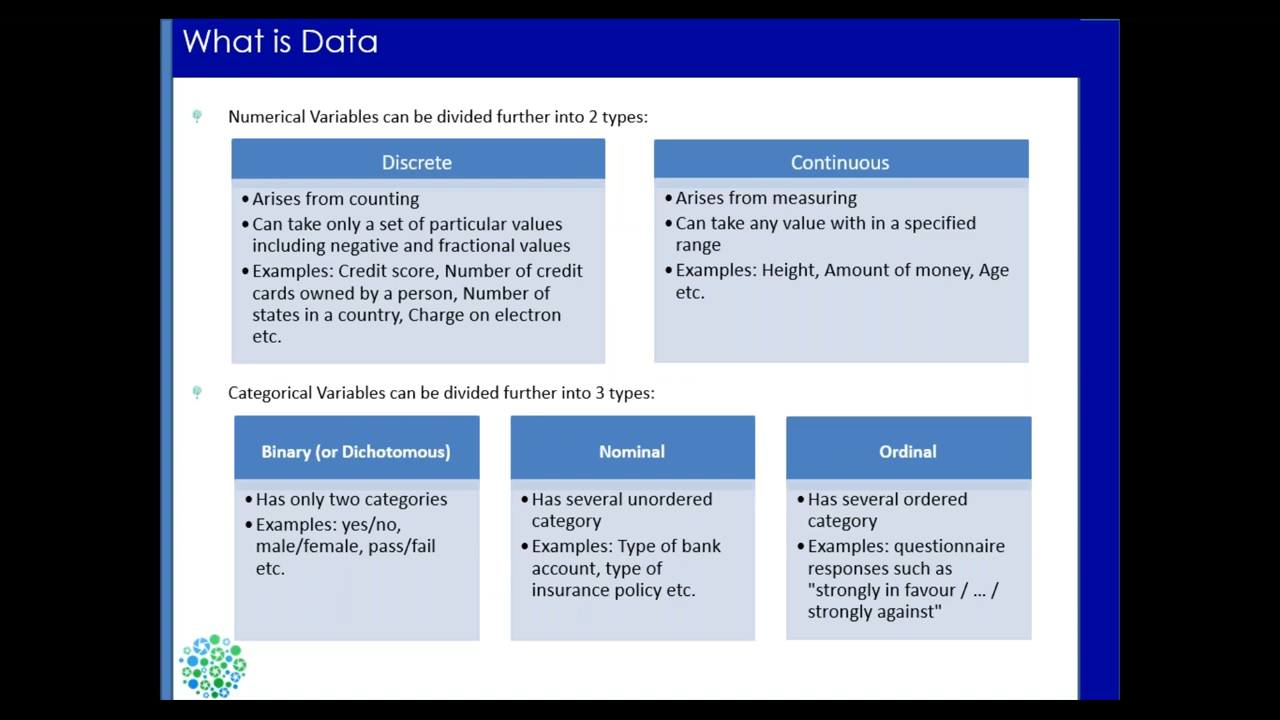 What is Data
Numerical Variables can be divided further into 2 types:
Discrete
•Arises from counting
•Can take only a set of particular values
including negative and fractional values
•Examples: Credit score, Number of credit
cards owned by a person, Number of
states in a country, Charge on electron
etc.
Continuous
•Arises from measuring
•Can take any value with in a specified
range
•Examples: Height, Amount of money, Age
etc.
Categorical Variables can be divided further into 3 types:
Binary (or Dichotomous)
•Has only two categories
•Examples: yes/no,
male/female, pass/fail
etc.
Nominal
•Has several unordered
category
•Examples: Type of bank
account, type of
insurance policy etc.
Ordinal
•Has several ordered
category
•Examples: questionnaire
responses such as
"strongly in favour / ... /
strongly against"